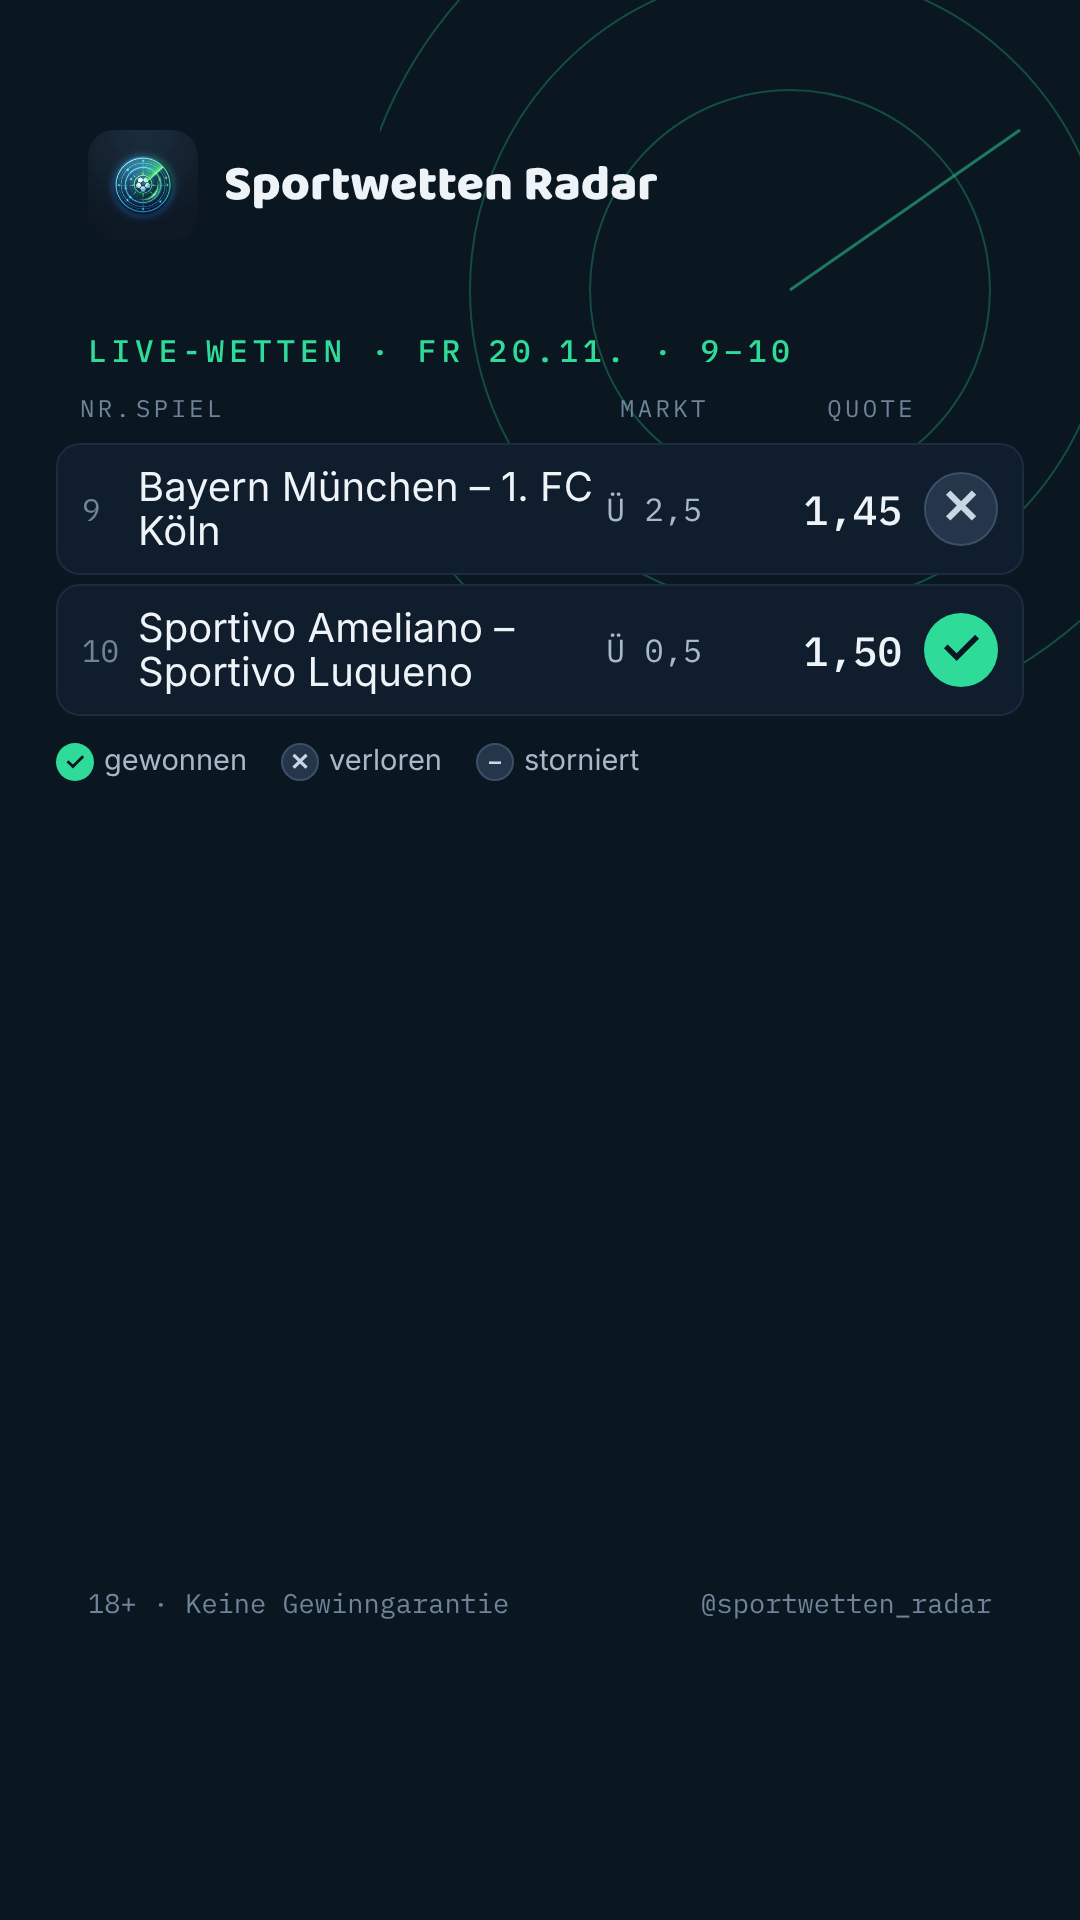 Sportwetten Radar
LIVE-WETTEN · FR 20.11. · 9–10
NR. SPIEL MARKT QUOTE
9 Bayern München – 1. FC Köln Ü 2,5 1,45 ✕
10 Sportivo Ameliano – Sportivo Luqueno Ü 0,5 1,50 ✓
✓ gewonnen ✕ verloren – storniert
18+ · Keine Gewinngarantie @sportwetten_radar